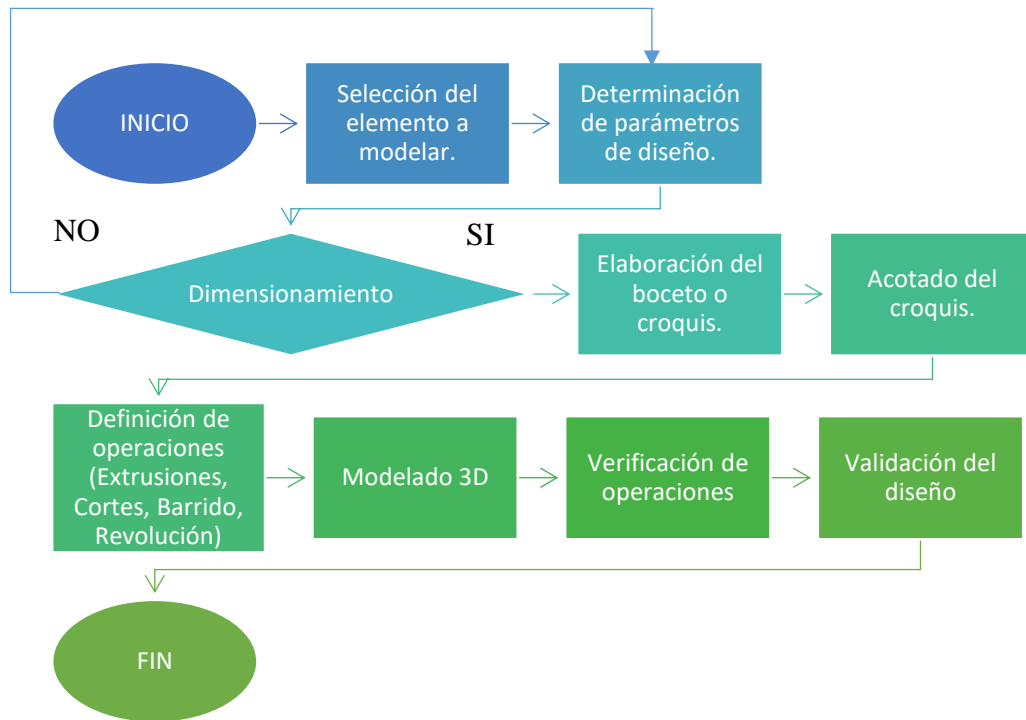 INICIO
Selección del
elemento a
modelar.
Determinación
de parámetros
de diseño.
NO
SI
Dimensionamiento
Elaboración del
boceto o
croquis.
Acotado del
croquis.
Definición de
operaciones
(Extrusiones,
Cortes, Barrido,
Revolución)
Modelado 3D
Verificación de
operaciones
Validación del
diseño
FIN